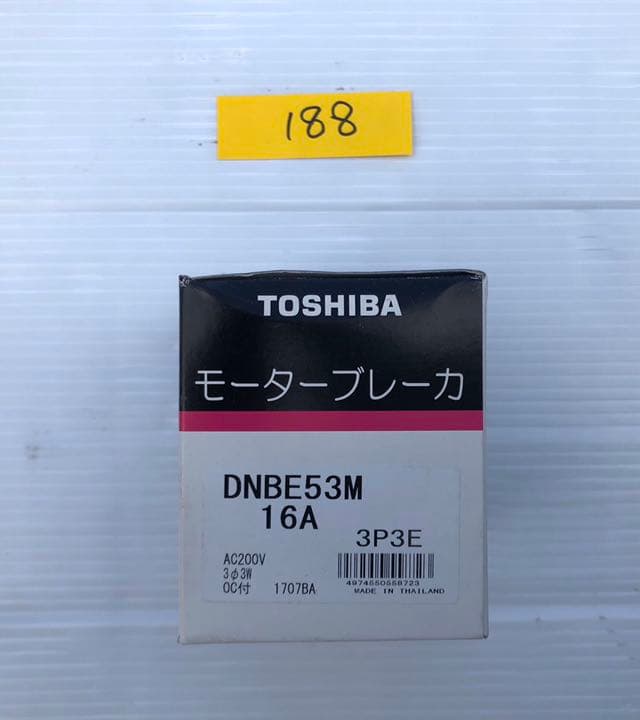 188
TOSHIBA
モーターブレーカ
DNBE53M
16A
3P3E
AC200V
3φ3W
OC付 1707BA
4974550558723
MADE IN THAILAND